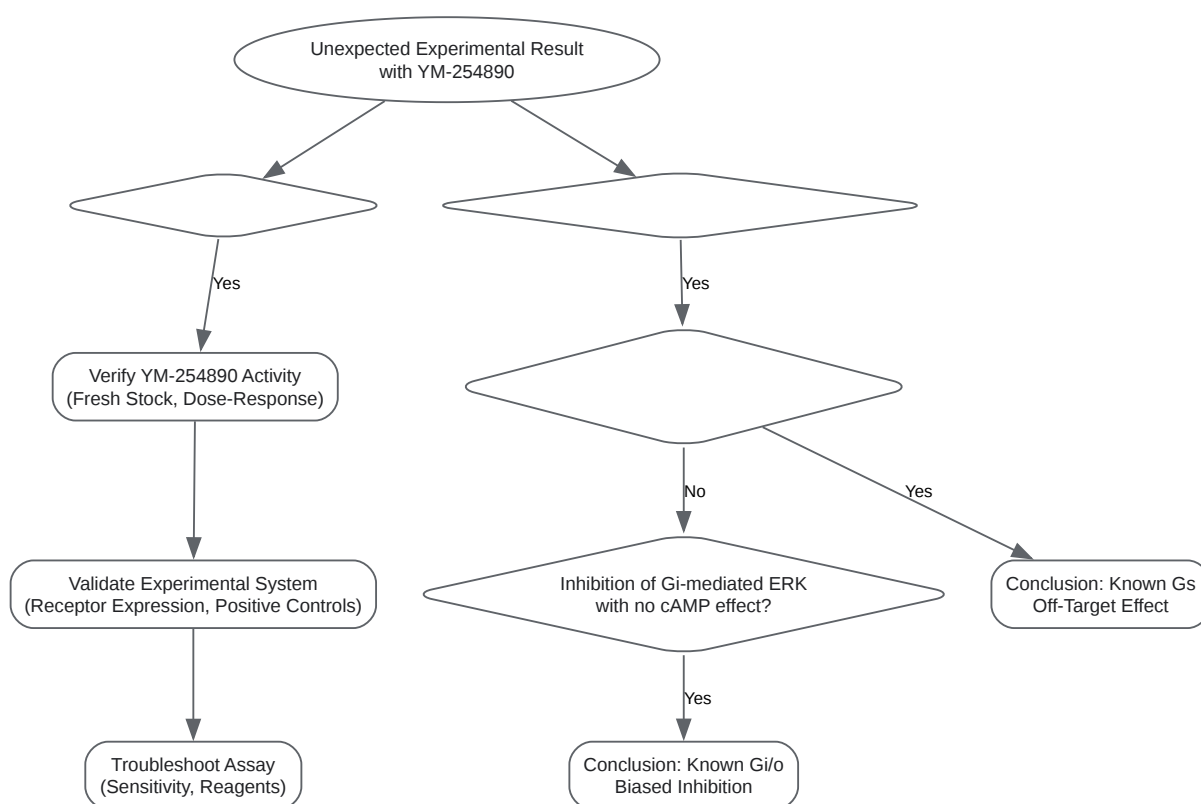 Unexpected Experimental Result
with YM-254890
Yes
Yes
Verify YM-254890 Activity
(Fresh Stock, Dose-Response)
No
Yes
Validate Experimental System
(Receptor Expression, Positive Controls)
Inhibition of Gi-mediated ERK
with no cAMP effect?
Conclusion: Known Gs
Off-Target Effect
Yes
Troubleshoot Assay
(Sensitivity, Reagents)
Conclusion: Known Gi/o
Biased Inhibition